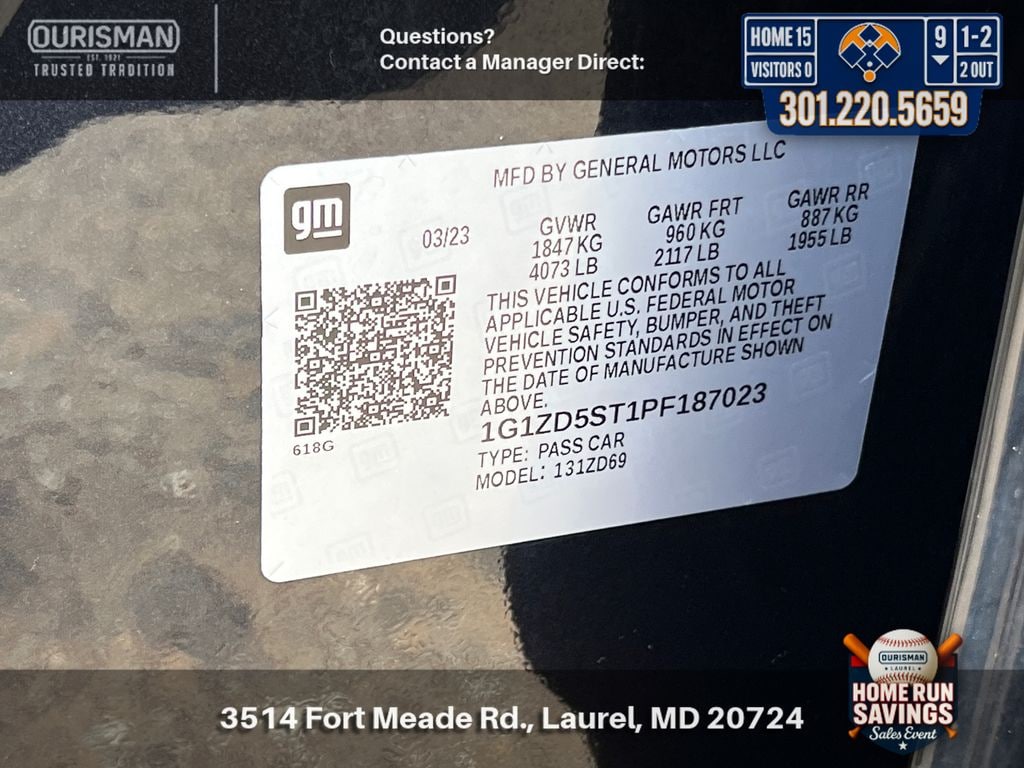 OURISMAN
EST. 1921
TRUSTED TRADITION
Questions?
Contact a Manager Direct:
HOME 15
VISITORS 0
9
1-2
2 OUT
301.220.5659
MFD BY GENERAL MOTORS LLC
gm
03/23
GVWR
1847 KG
4073 LB
GAWR FRT
960 KG
2117 LB
GAWR RR
887 KG
1955 LB
THIS VEHICLE CONFORMS TO ALL
APPLICABLE U.S. FEDERAL MOTOR
VEHICLE SAFETY, BUMPER, AND THEFT
PREVENTION STANDARDS IN EFFECT ON
THE DATE OF MANUFACTURE SHOWN
ABOVE.
618G
1G1ZD5ST1PF187023
TYPE: PASS CAR
MODEL: 131ZD69
OURISMAN
LAUREL
HOME RUN
SAVINGS
Sales Event
3514 Fort Meade Rd., Laurel, MD 20724